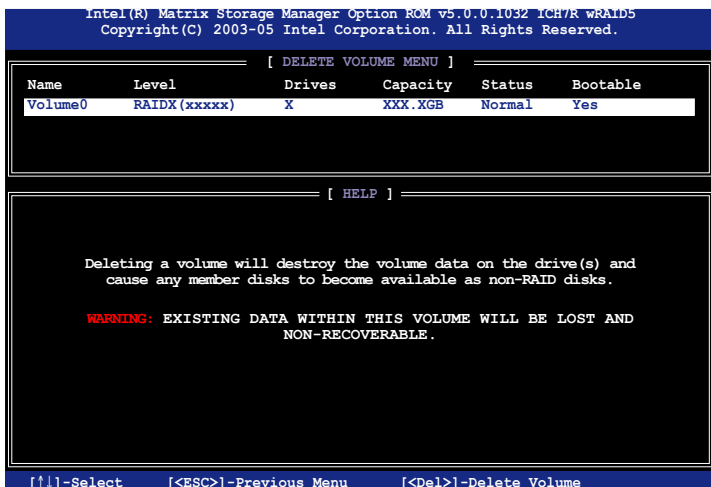 Intel(R) Matrix Storage Manager Option ROM v5.0.0.1032 ICH7R wRAID5
Copyright(C) 2003-05 Intel Corporation. All Rights Reserved.
[ DELETE VOLUME MENU ]
Name Level Drives Capacity Status Bootable
Volume0 RAIDX(xxxxx) X XXX.XGB Normal Yes
[ HELP ]
Deleting a volume will destroy the volume data on the drive(s) and
cause any member disks to become available as non-RAID disks.
WARNING: EXISTING DATA WITHIN THIS VOLUME WILL BE LOST AND
NON-RECOVERABLE.
[↑↓]-Select [<ESC>]-Previous Menu [<Del>]-Delete Volume